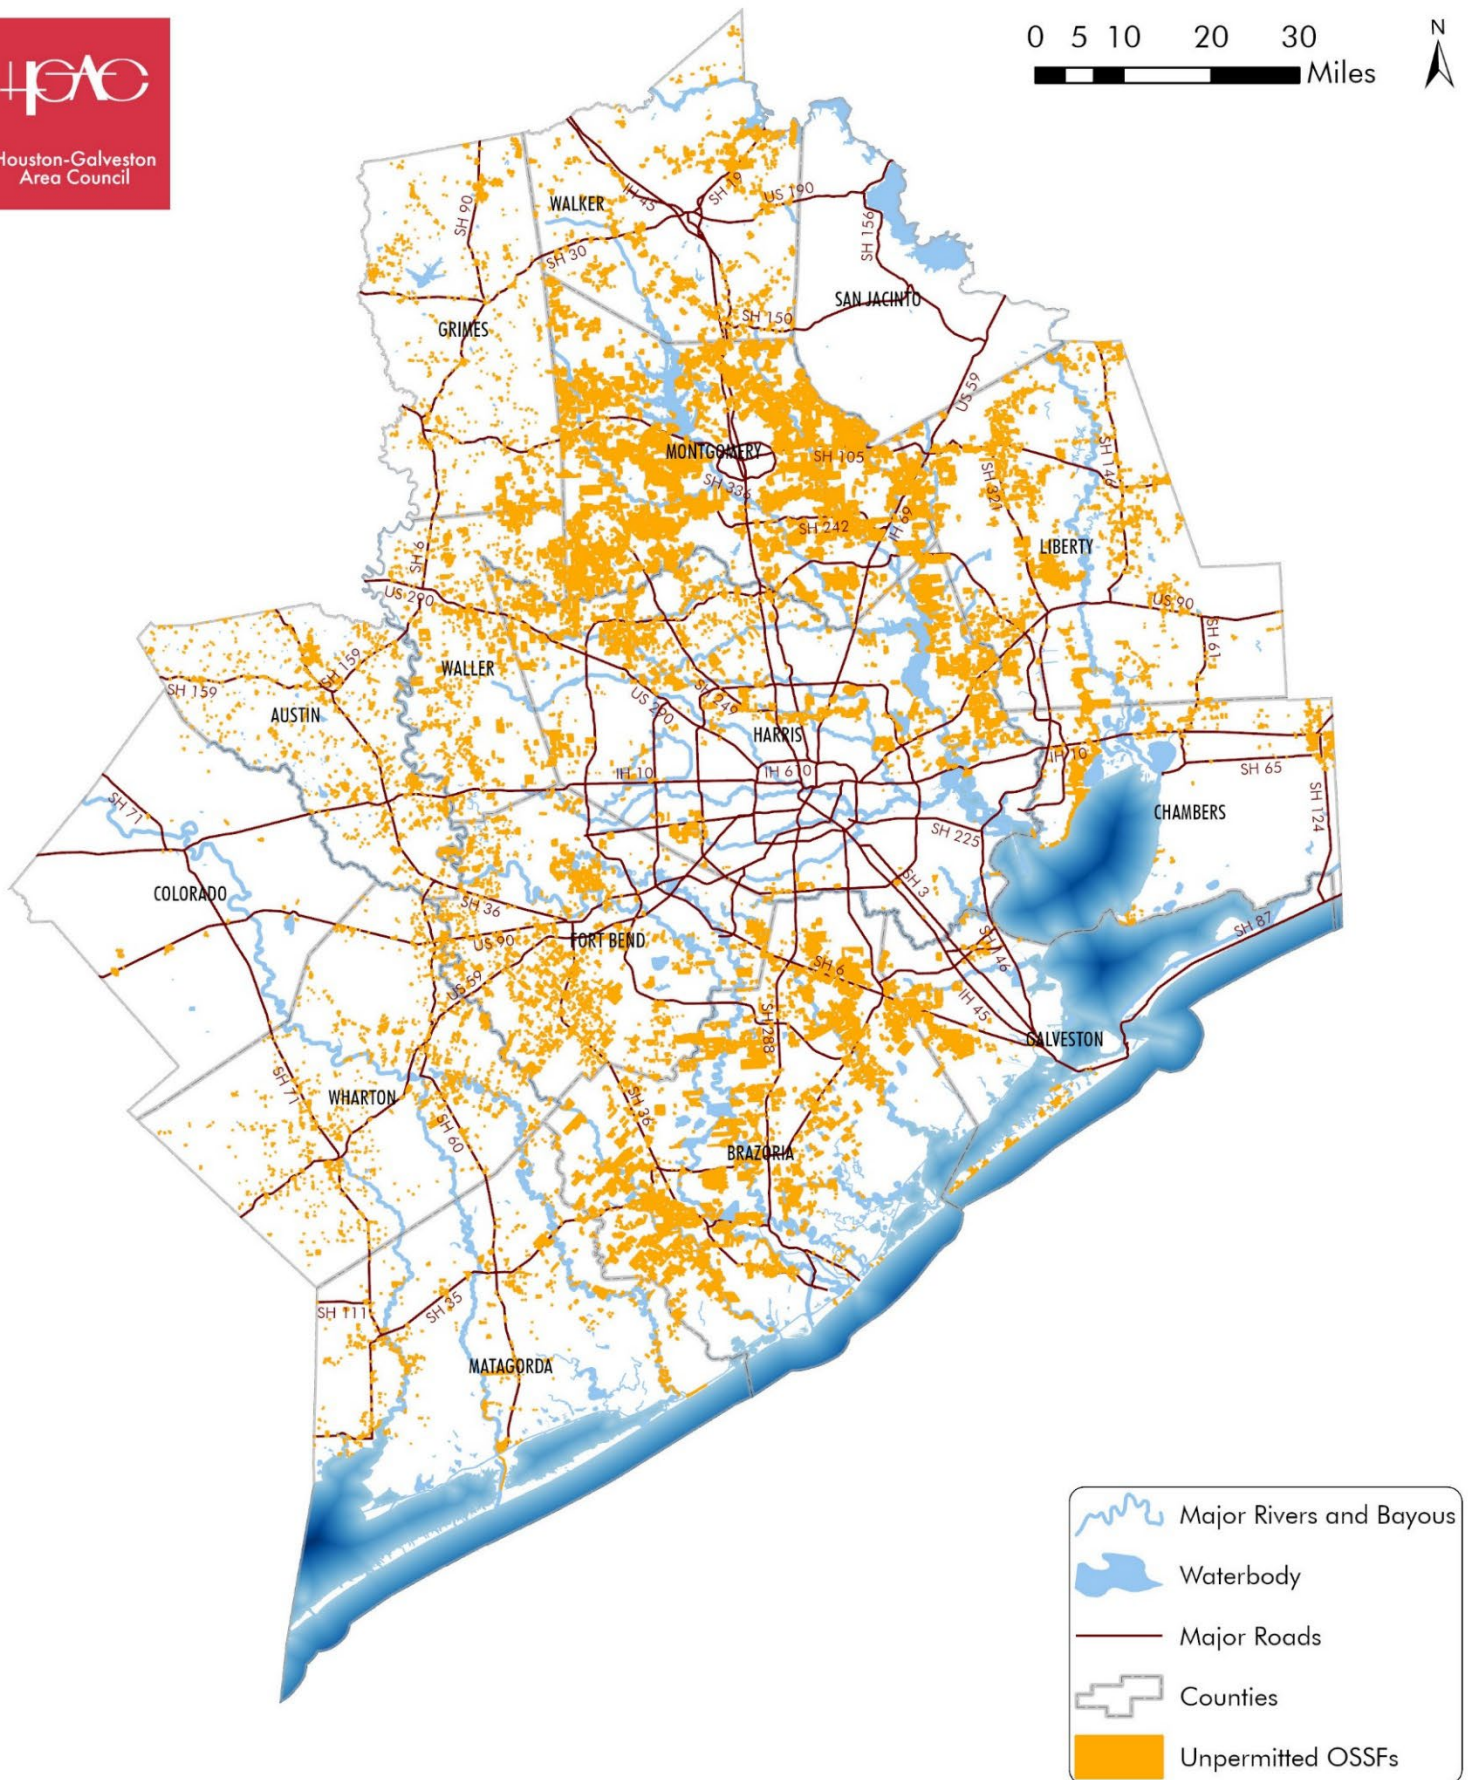 HGAC
Houston-Galveston
Area Council
0 5 10 20 30
Miles
N
WALKER
IH 45
SH 19
US 190
SH 90
SH 30
SH 156
SAN JACINTO
GRIMES
SH 150
US 59
MONTGOMERY
SH 105
SH 336
SH 321
SH 146
SH 242
IH 69
LIBERTY
SH 6
US 290
US 90
SH 61
WALLER
SH 159
SH 159
AUSTIN
US 290
SH 249
HARRIS
IH 10
IH 610
IH 10
SH 65
SH 71
SH 124
CHAMBERS
SH 225
COLORADO
SH 3
SH 36
US 90
FORT BEND
SH 87
SH 146
SH 6
US 59
IH 45
SH 288
GALVESTON
SH 71
WHARTON
SH 36
SH 60
BRAZORIA
SH 111
SH 35
MATAGORDA
Major Rivers and Bayous
Waterbody
Major Roads
Counties
Unpermitted OSSFs